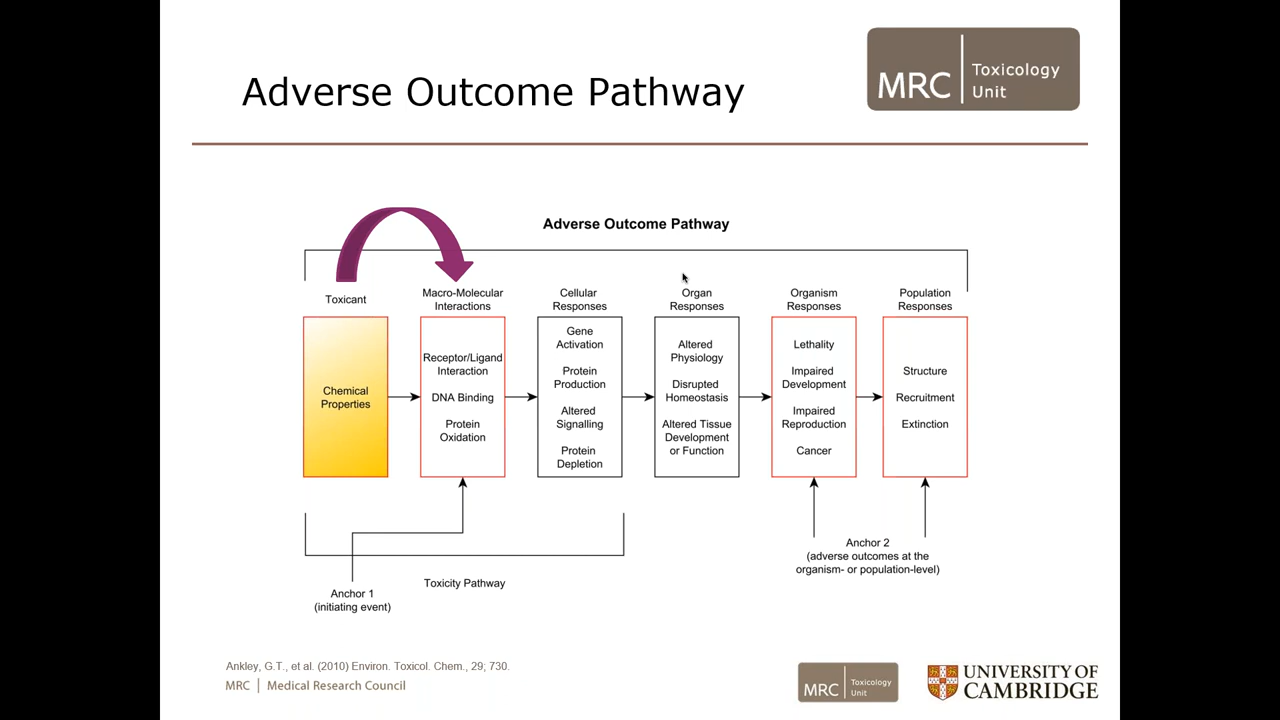 Adverse Outcome Pathway
MRC
Toxicology
Unit
Adverse Outcome Pathway
Toxicant
Chemical
Properties
Macro-Molecular
Interactions
Receptor/Ligand
Interaction
DNA Binding
Protein
Oxidation
Cellular
Responses
Gene
Activation
Protein
Production
Altered
Signalling
Protein
Depletion
Organ
Responses
Altered
Physiology
Disrupted
Homeostasis
Altered Tissue
Development
or Function
Organism
Responses
Lethality
Impaired
Development
Impaired
Reproduction
Cancer
Population
Responses
Structure
Recruitment
Extinction
Anchor 1
(initiating event)
Toxicity Pathway
Anchor 2
(adverse outcomes at the
organism- or population-level)
Ankley, G.T., et al. (2010) Environ. Toxicol. Chem., 29; 730.
MRC | Medical Research Council
MRC
Toxicology
Unit
UNIVERSITY OF
CAMBRIDGE